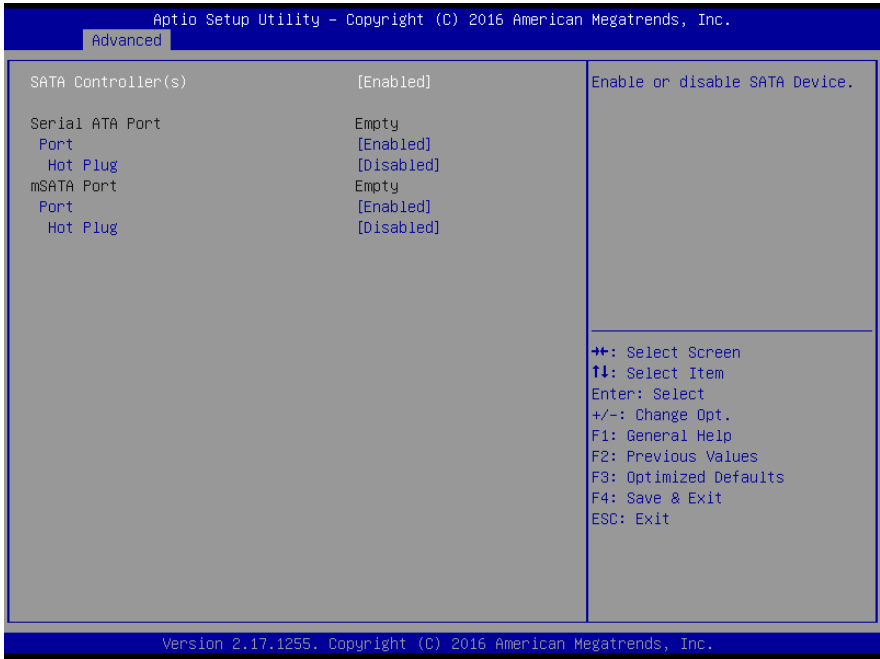 Aptio Setup Utility – Copyright (C) 2016 American Megatrends, Inc.
Advanced
SATA Controller(s) [Enabled]
Serial ATA Port Empty
Port [Enabled]
Hot Plug [Disabled]
mSATA Port Empty
Port [Enabled]
Hot Plug [Disabled]
Enable or disable SATA Device.
→←: Select Screen
↑↓: Select Item
Enter: Select
+/-: Change Opt.
F1: General Help
F2: Previous Values
F3: Optimized Defaults
F4: Save & Exit
ESC: Exit
Version 2.17.1255. Copyright (C) 2016 American Megatrends, Inc.